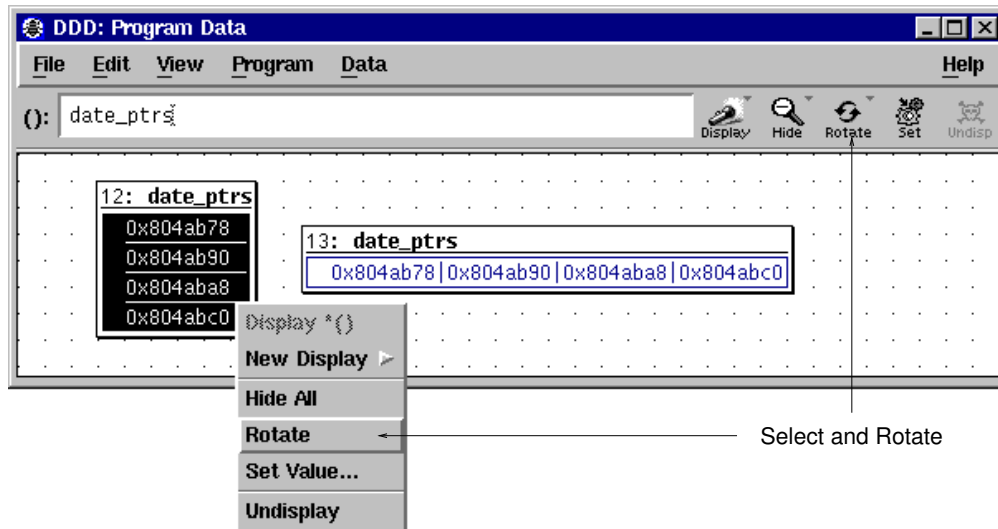 DDD: Program Data
File Edit View Program Data Help
(): date_ptrs
Display Hide Rotate Set Undisp
12: date_ptrs
0x804ab78
0x804ab90
0x804aba8
0x804abc0
13: date_ptrs
0x804ab78|0x804ab90|0x804aba8|0x804abc0
Display *()
New Display
Hide All
Rotate
Set Value...
Undisplay
Select and Rotate